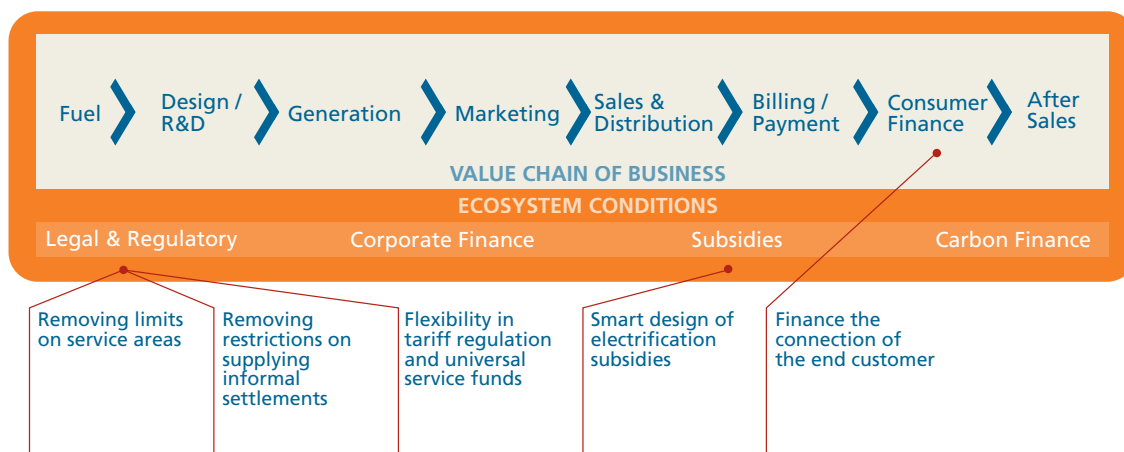 Fuel
Design /
R&D
Generation
Marketing
Sales &
Distribution
Billing /
Payment
Consumer
Finance
After
Sales
VALUE CHAIN OF BUSINESS
ECOSYSTEM CONDITIONS
Legal & Regulatory
Corporate Finance
Subsidies
Carbon Finance
Removing limits
on service areas
Removing
restrictions on
supplying
informal
settlements
Flexibility in
tariff regulation
and universal
service funds
Smart design of
electrification
subsidies
Finance the
connection of
the end customer